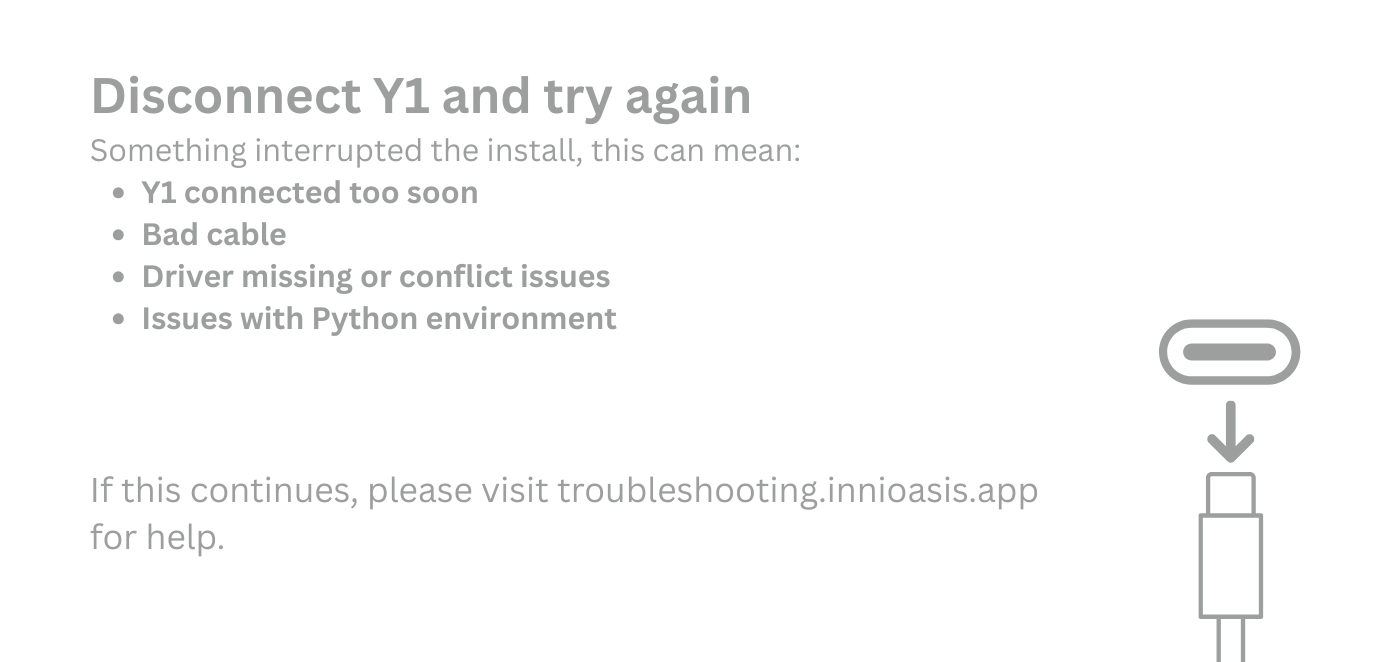 Disconnect Y1 and try again
Something interrupted the install, this can mean:
• Y1 connected too soon
• Bad cable
• Driver missing or conflict issues
• Issues with Python environment
If this continues, please visit troubleshooting.innioasis.app
for help.